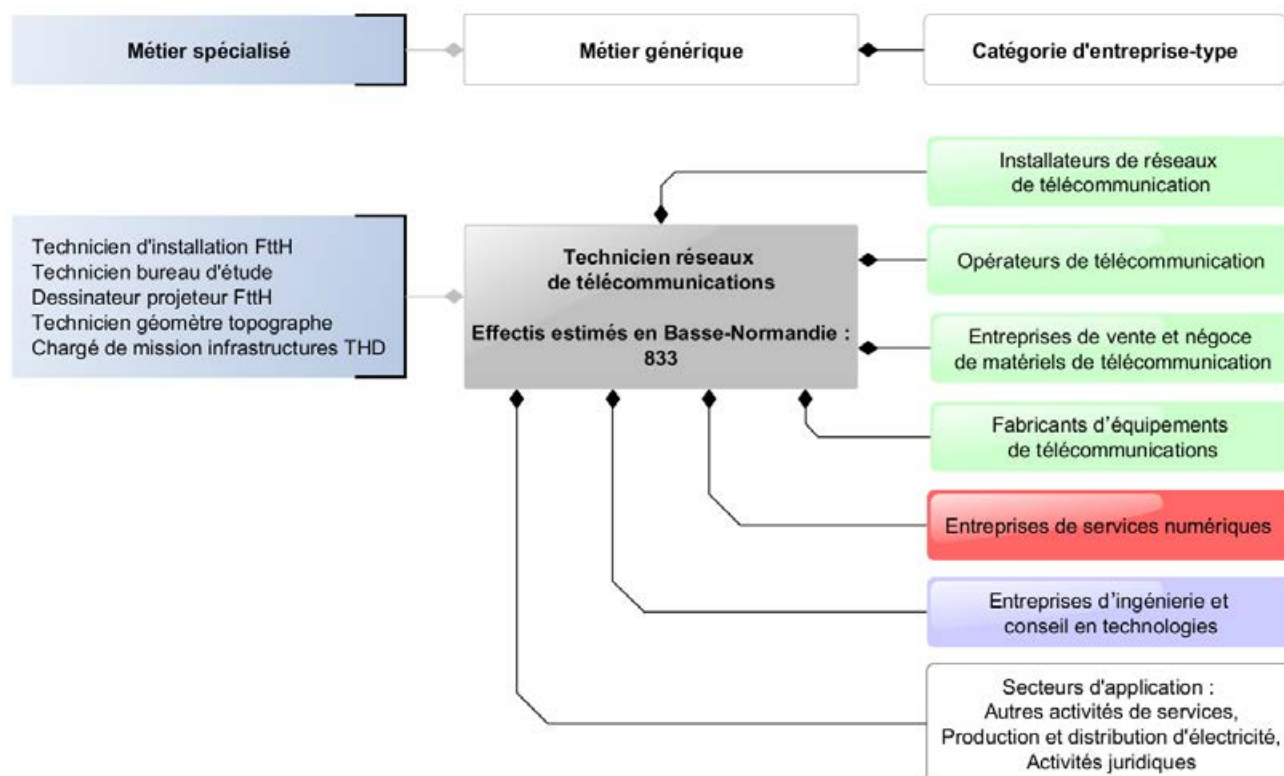 Métier spécialisé
Métier générique
Catégorie d'entreprise-type
Technicien d'installation FttH
Technicien bureau d'étude
Dessinateur projeteur FttH
Technicien géomètre topographe
Chargé de mission infrastructures THD
Technicien réseaux
de télécommunications
Effectis estimés en Basse-Normandie :
833
Installateurs de réseaux
de télécommunication
Opérateurs de télécommunication
Entreprises de vente et négoce
de matériels de télécommunication
Fabricants d’équipements
de télécommunications
Entreprises de services numériques
Entreprises d’ingénierie et
conseil en technologies
Secteurs d'application :
Autres activités de services,
Production et distribution d'électricité,
Activités juridiques